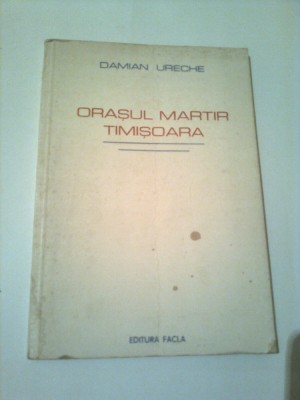 DAMIAN URECHE
ORAȘUL MARTIR
TIMIȘOARA
EDITURA FACLA